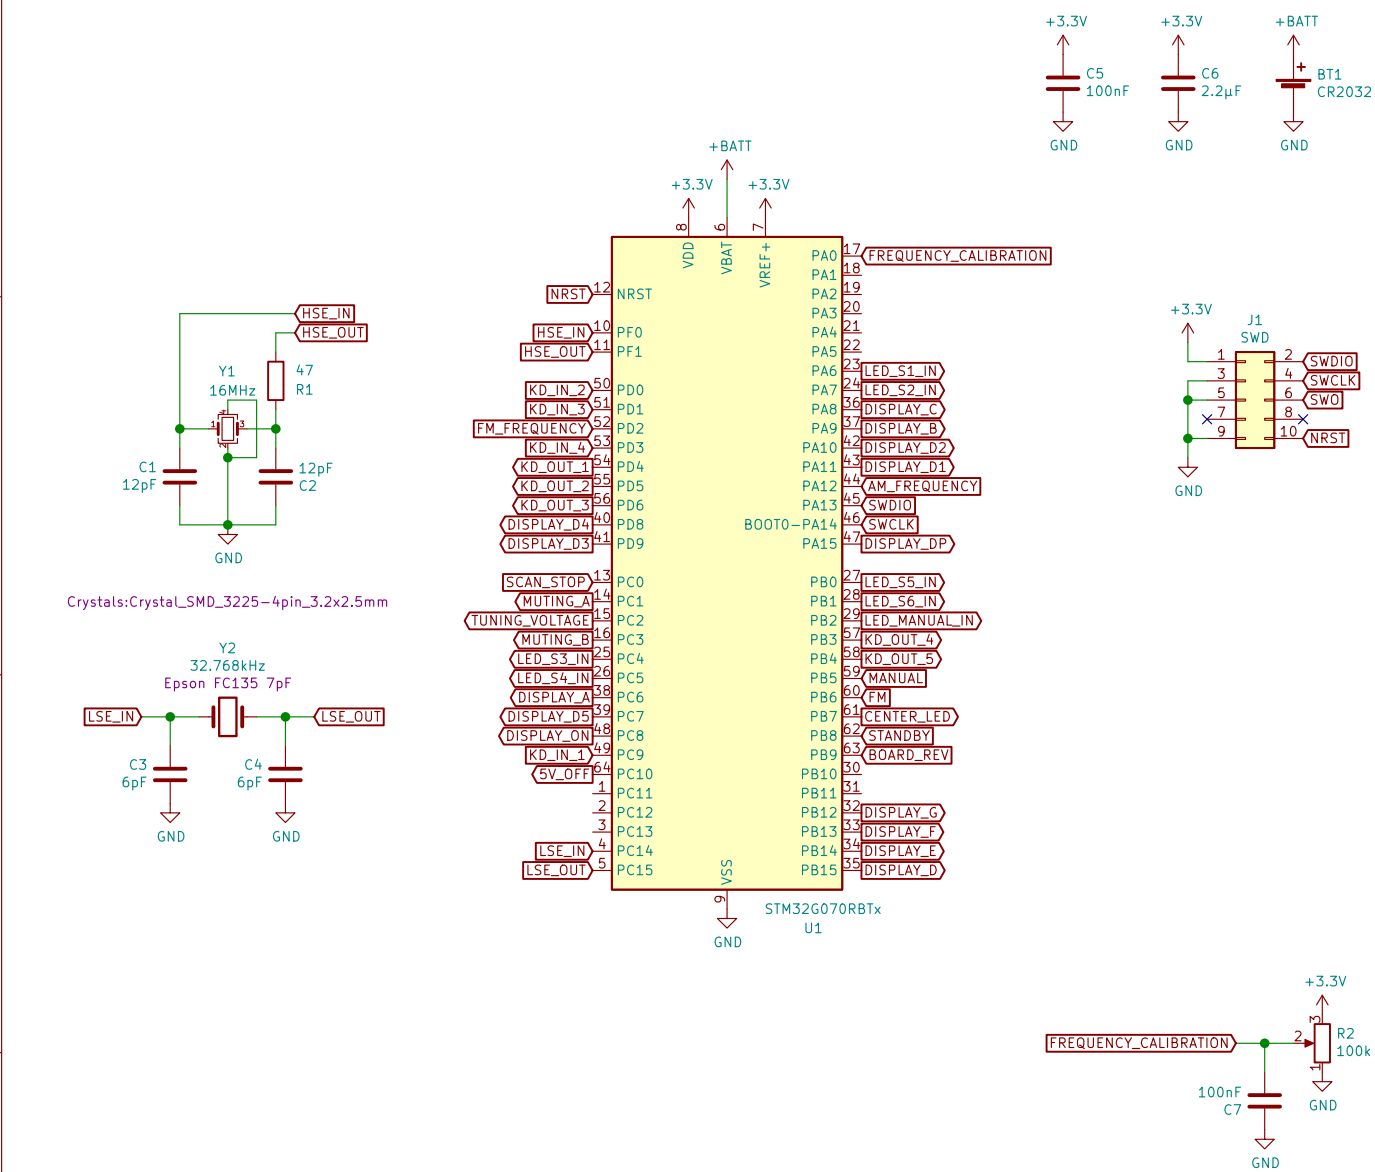 +3.3V
C5
100nF
GND
+3.3V
C6
2.2µF
GND
+BATT
+
BT1
CR2032
GND
+BATT
+3.3V
+3.3V
8
6
7
VDD
VBAT
VREF+
NRST 12 NRST
HSE_IN 10 PF0
HSE_OUT 11 PF1
KD_IN_2 50 PD0
KD_IN_3 51 PD1
FM_FREQUENCY 52 PD2
KD_IN_4 53 PD3
KD_OUT_1 54 PD4
KD_OUT_2 55 PD5
KD_OUT_3 56 PD6
DISPLAY_D4 40 PD8
DISPLAY_D3 41 PD9
SCAN_STOP 13 PC0
MUTING_A 14 PC1
TUNING_VOLTAGE 15 PC2
MUTING_B 16 PC3
LED_S3_IN 25 PC4
LED_S4_IN 26 PC5
DISPLAY_A 38 PC6
DISPLAY_D5 39 PC7
DISPLAY_ON 48 PC8
KD_IN_1 49 PC9
5V_OFF 64 PC10
1 PC11
2 PC12
3 PC13
LSE_IN 4 PC14
LSE_OUT 5 PC15
PA0 17 FREQUENCY_CALIBRATION
PA1 18
PA2 19
PA3 20
PA4 21
PA5 22
PA6 23 LED_S1_IN
PA7 24 LED_S2_IN
PA8 36 DISPLAY_C
PA9 37 DISPLAY_B
PA10 42 DISPLAY_D2
PA11 43 DISPLAY_D1
PA12 44 AM_FREQUENCY
PA13 45 SWDIO
BOOT0-PA14 46 SWCLK
PA15 47 DISPLAY_DP
PB0 27 LED_S5_IN
PB1 28 LED_S6_IN
PB2 29 LED_MANUAL_IN
PB3 57 KD_OUT_4
PB4 58 KD_OUT_5
PB5 59 MANUAL
PB6 60 FM
PB7 61 CENTER_LED
PB8 62 STANDBY
PB9 63 BOARD_REV
PB10 30
PB11 31
PB12 32 DISPLAY_G
PB13 33 DISPLAY_F
PB14 34 DISPLAY_E
PB15 35 DISPLAY_D
VSS
9
GND
STM32G070RBTx
U1
HSE_IN
HSE_OUT
47
R1
Y1
16MHz
4
1
3
2
C1
12pF
12pF
C2
GND
Crystals:Crystal_SMD_3225-4pin_3.2x2.5mm
Y2
32.768kHz
Epson FC135 7pF
LSE_IN
LSE_OUT
C3
6pF
GND
C4
6pF
GND
+3.3V
J1
SWD
1 2 SWDIO
3 4 SWCLK
5 6 SWO
7 8
9 10 NRST
GND
+3.3V
FREQUENCY_CALIBRATION
3
2
1
R2
100k
GND
100nF
C7
GND